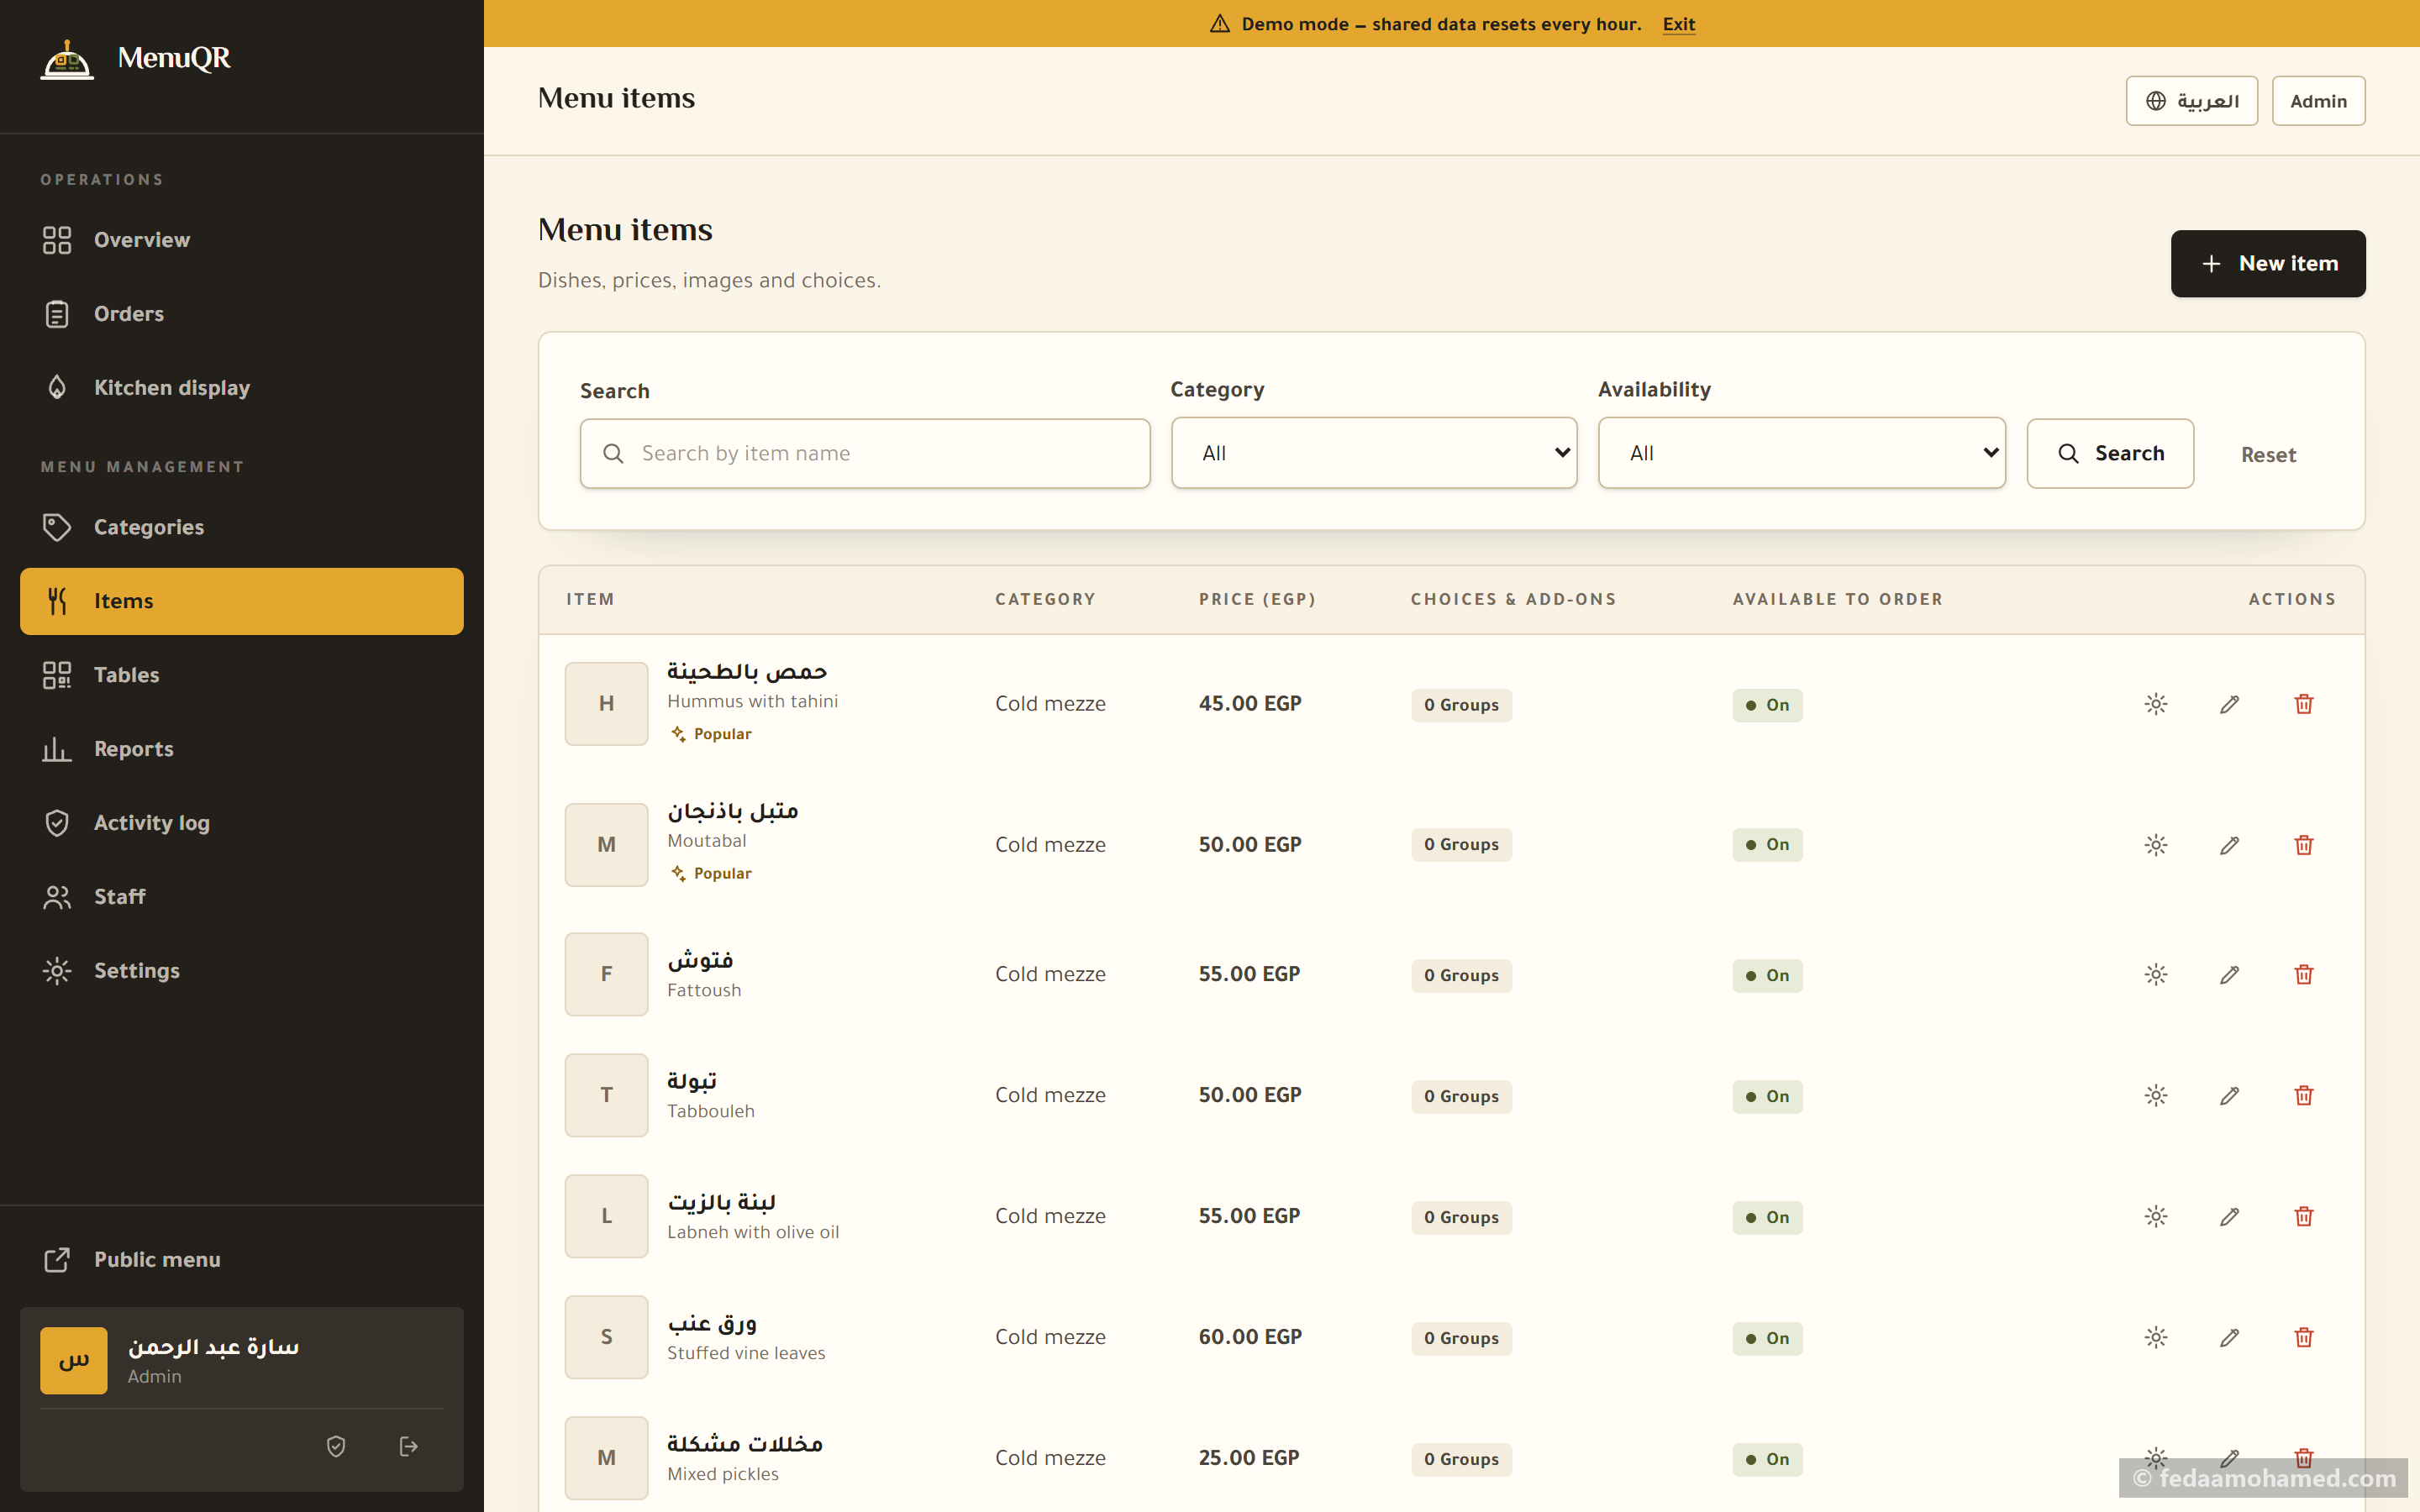 MenuQR
OPERATIONS
Overview
Orders
Kitchen display
MENU MANAGEMENT
Categories
Items
Tables
Reports
Activity log
Staff
Settings
Public menu
س
سارة عبد الرحمن
Admin
Demo mode – shared data resets every hour. Exit
Menu items
العربية
Admin
Menu items
Dishes, prices, images and choices.
New item
Search
Category
Availability
Search by item name
All
All
Search
Reset
ITEM CATEGORY PRICE (EGP) CHOICES & ADD-ONS AVAILABLE TO ORDER ACTIONS
H
حمص بالطحينة
Hummus with tahini
Popular
Cold mezze 45.00 EGP 0 Groups On
M
متبل باذنجان
Moutabal
Popular
Cold mezze 50.00 EGP 0 Groups On
F
فتوش
Fattoush
Cold mezze 55.00 EGP 0 Groups On
T
تبولة
Tabbouleh
Cold mezze 50.00 EGP 0 Groups On
L
لبنة بالزيت
Labneh with olive oil
Cold mezze 55.00 EGP 0 Groups On
S
ورق عنب
Stuffed vine leaves
Cold mezze 60.00 EGP 0 Groups On
M
مخللات مشكلة
Mixed pickles
Cold mezze 25.00 EGP 0 Groups On
© fedaamohamed.com